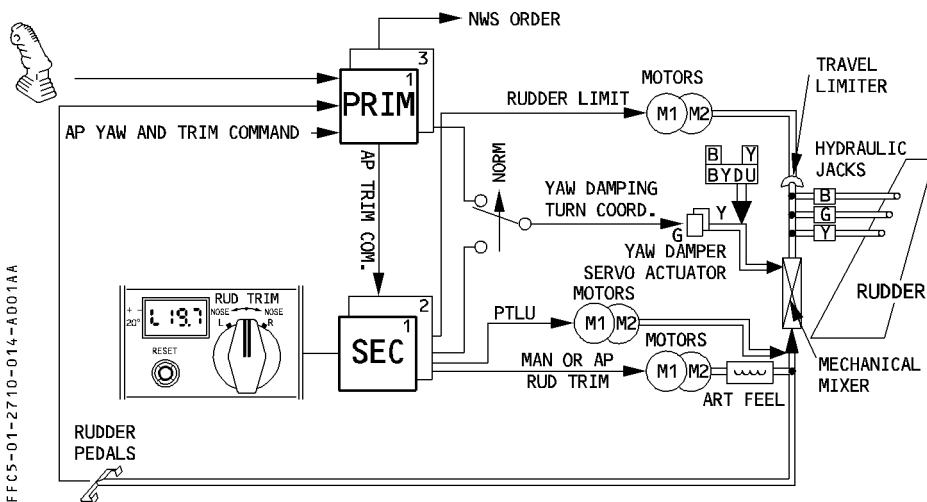 NWS ORDER
3
1
PRIM
AP YAW AND TRIM COMMAND
AP TRIM COM.
NORM
RUDDER LIMIT
MOTORS
M1 M2
TRAVEL
LIMITER
HYDRAULIC
JACKS
B Y
BYDU
B
G
Y
YAW DAMPING
TURN COORD.
Y
G
YAW DAMPER
SERVO ACTUATOR
RUDDER
MECHANICAL
MIXER
2
1
SEC
PTLU
MOTORS
M1 M2
MAN OR AP
RUD TRIM
MOTORS
M1 M2
ART FEEL
RUD TRIM
NOSE NOSE
L R
+ -
20°
L 19.7
RESET
RUDDER
PEDALS
FFC5-01-2710-014-A001AA